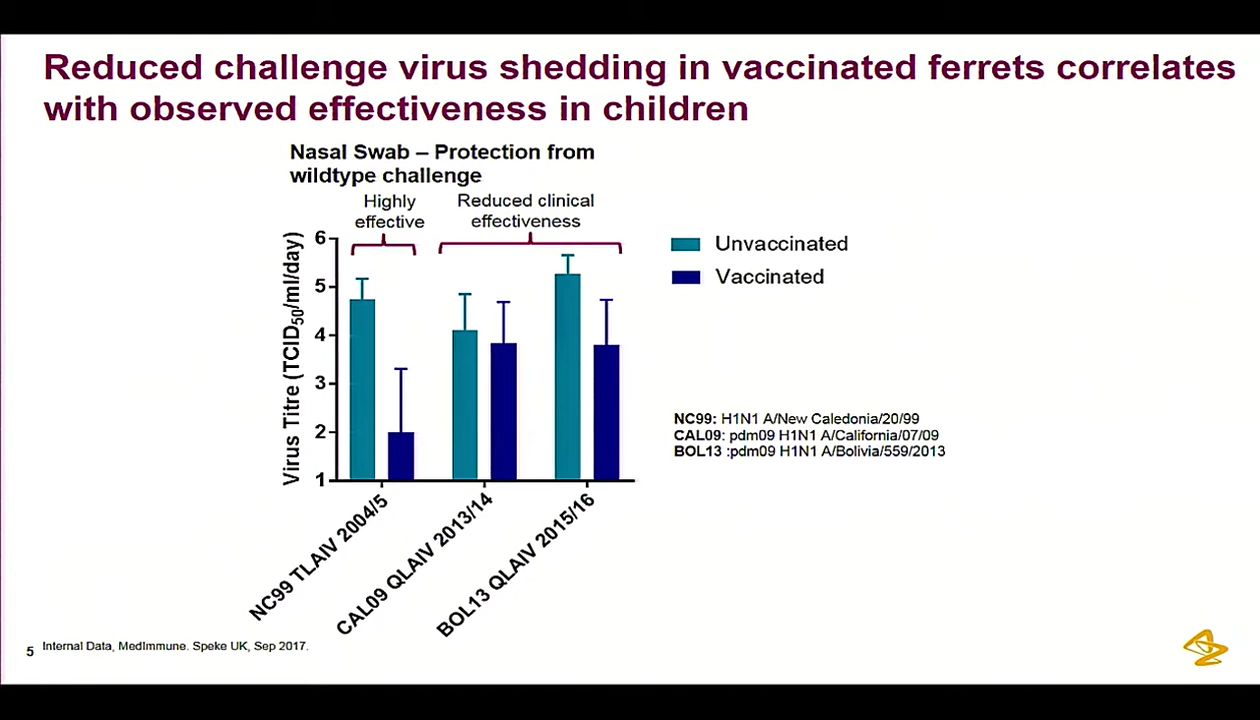 Reduced challenge virus shedding in vaccinated ferrets correlates
with observed effectiveness in children
Nasal Swab – Protection from
wildtype challenge
Highly
effective
Reduced clinical
effectiveness
Virus Titre (TCID50/ml/day)
6
5
4
3
2
1
NC99 TLAIV 2004/5
CAL09 QLAIV 2013/14
BOL13 QLAIV 2015/16
Unvaccinated
Vaccinated
NC99: H1N1 A/New Caledonia/20/99
CAL09: pdm09 H1N1 A/California/07/09
BOL13 :pdm09 H1N1 A/Bolivia/559/2013
5
Internal Data, MedImmune. Speke UK, Sep 2017.